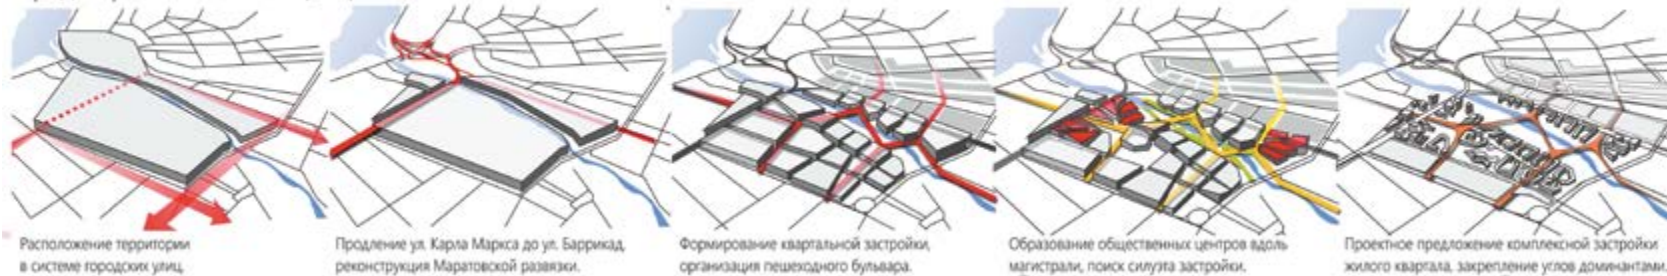 Расположение территории
в системе городских улиц.
Продление ул. Карла Маркса до ул. Баррикад,
реконструкция Маратовской развязки.
Формирование квартальной застройки,
организация пешеходного бульвара.
Образование общественных центров вдоль
магистрали, поиск силуэта застройки.
Проектное предложение комплексной застройки
жилого квартала, закрепление углов доминантами.